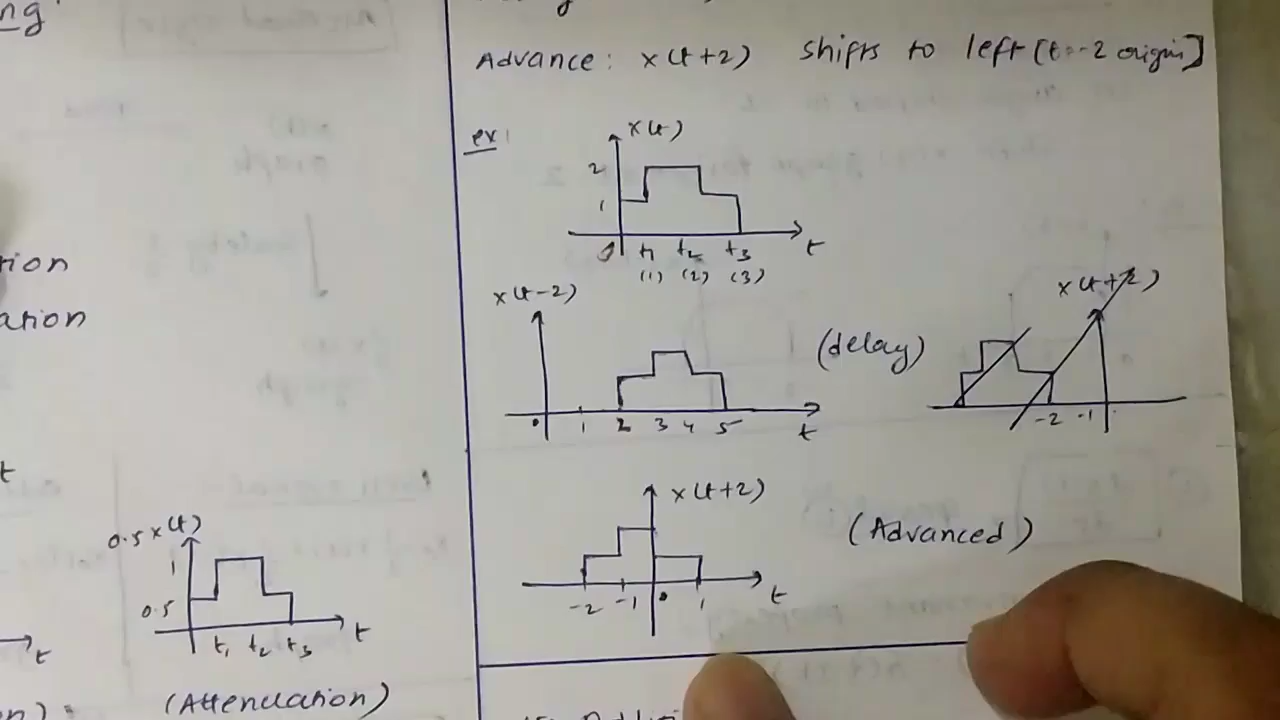 ng
tion
ation
t
t
0.5x(t)
1
0.5
t1 t2 t3 t
(Attenuation)
Advance: x(t+2) shifts to left [t=-2 origin]
ex:
x(t)
2
1
0 t1 t2 t3 t
(1) (2) (3)
x(t-2)
(delay)
0 1 2 3 4 5 t
x(t+2)
-2 -1
x(t+2)
(Advanced)
-2 -1 0 1 t